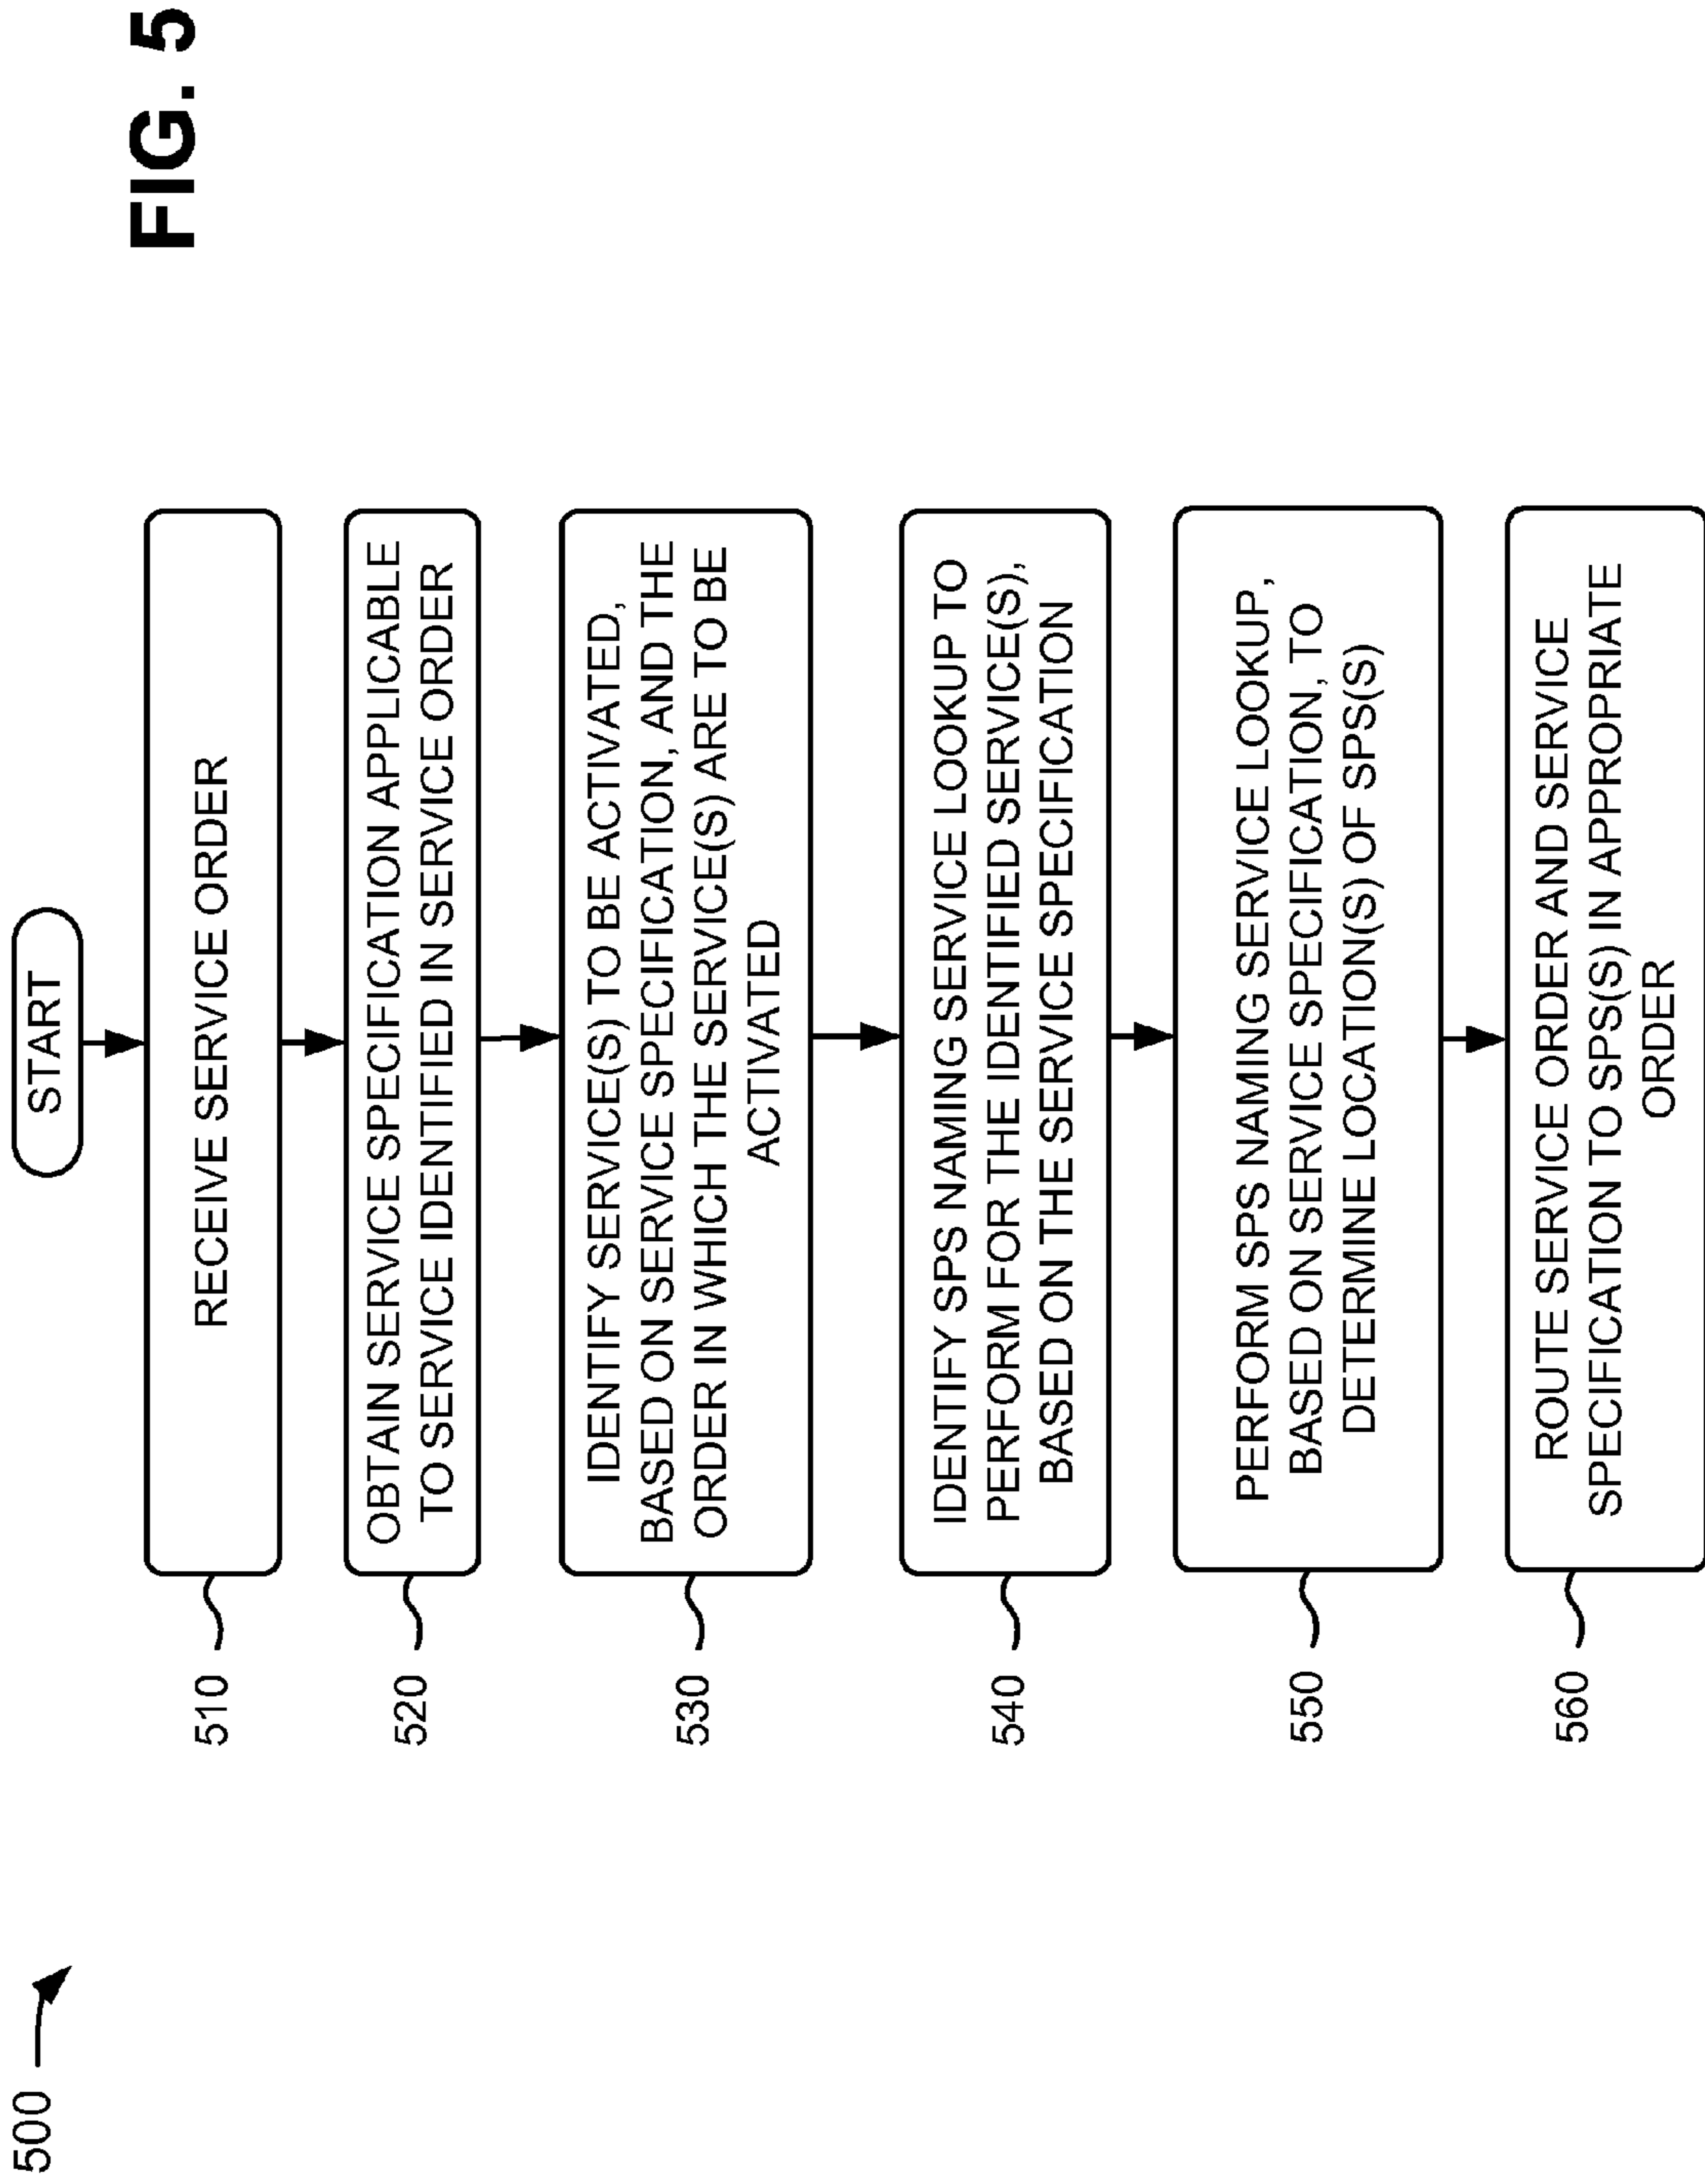 500
START
510
RECEIVE SERVICE ORDER
520
OBTAIN SERVICE SPECIFICATION APPLICABLE
TO SERVICE IDENTIFIED IN SERVICE ORDER
530
IDENTIFY SERVICE(S) TO BE ACTIVATED,
BASED ON SERVICE SPECIFICATION, AND THE
ORDER IN WHICH THE SERVICE(S) ARE TO BE
ACTIVATED
540
IDENTIFY SPS NAMING SERVICE LOOKUP TO
PERFORM FOR THE IDENTIFIED SERVICE(S),
BASED ON THE SERVICE SPECIFICATION
550
PERFORM SPS NAMING SERVICE LOOKUP,
BASED ON SERVICE SPECIFICATION, TO
DETERMINE LOCATION(S) OF SPS(S)
560
ROUTE SERVICE ORDER AND SERVICE
SPECIFICATION TO SPS(S) IN APPROPRIATE
ORDER
FIG. 5